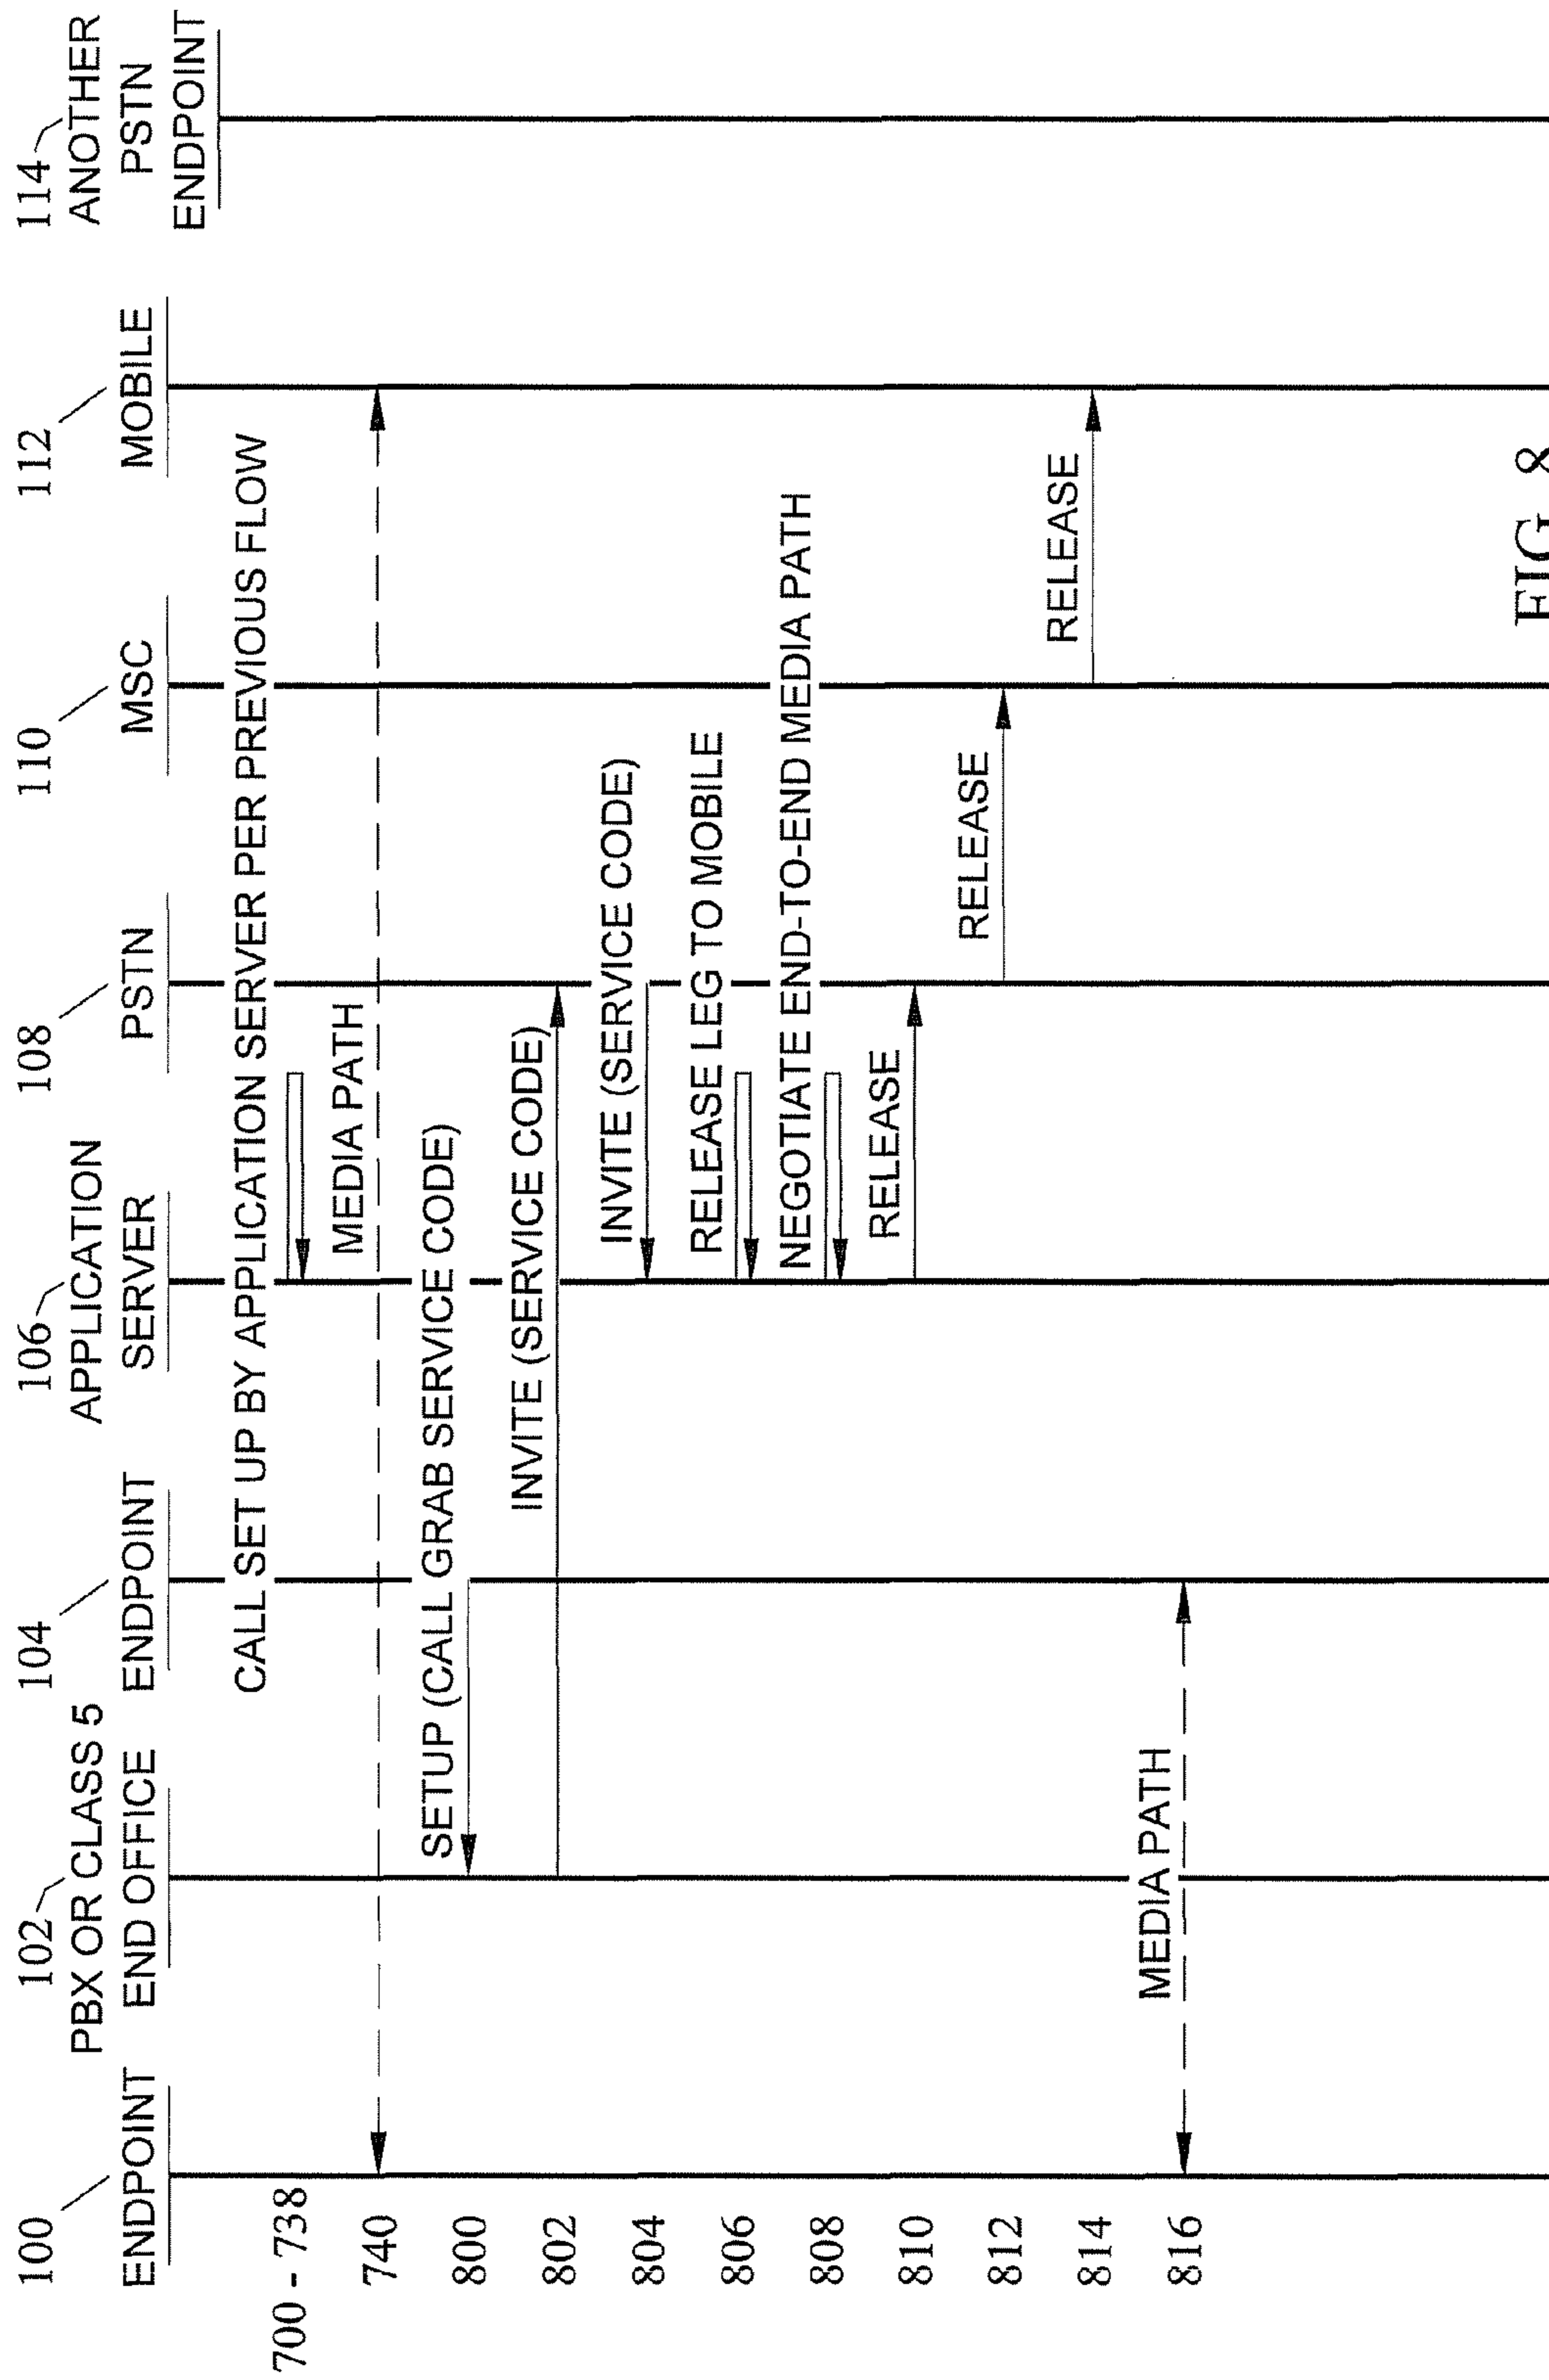 100
ENDPOINT
102
PBX OR CLASS 5
END OFFICE
104
ENDPOINT
106
APPLICATION
SERVER
108
PSTN
110
MSC
112
MOBILE
114
ANOTHER
PSTN
ENDPOINT
700 - 738
CALL SET UP BY APPLICATION SERVER PER PREVIOUS FLOW
740
MEDIA PATH
800
SETUP (CALL GRAB SERVICE CODE)
802
INVITE (SERVICE CODE)
804
INVITE (SERVICE CODE)
806
RELEASE LEG TO MOBILE
808
NEGOTIATE END-TO-END MEDIA PATH
810
RELEASE
812
RELEASE
814
RELEASE
816
MEDIA PATH
FIG. 8